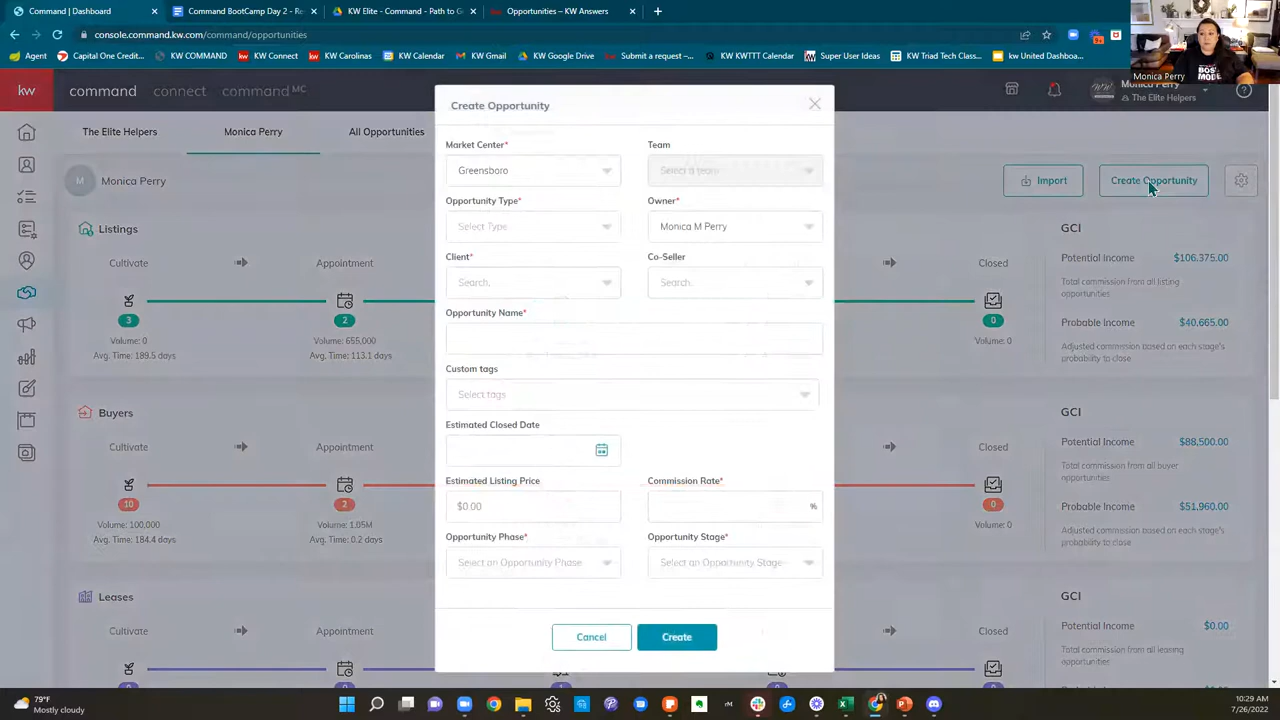 Command | Dashboard
Command BootCamp Day 2 - Re
KW Elite - Command - Path to G
Opportunities – KW Answers
console.command.kw.com/command/opportunities
Agent
Capital One Credit...
KW COMMAND
KW Connect
KW Carolinas
KW Calendar
KW Gmail
KW Google Drive
Submit a request –...
KW KWTTT Calendar
Super User Ideas
KW Triad Tech Class...
kw United Dashboa...
BOSS
MODE
Monica Perry
kw
command
connect
command MC
Monica Perry
The Elite Helpers
The Elite Helpers
Monica Perry
All Opportunities
M
Monica Perry
Import
Create Opportunity
Listings
Cultivate
Appointment
Closed
3
2
0
Volume: 0
Avg. Time: 189.5 days
Volume: 655,000
Avg. Time: 113.1 days
Volume: 0
GCI
Potential Income
$106,375.00
Total commission from all listing
opportunities
Probable Income
$40,665.00
Adjusted commission based on each stage's
probability to close
Buyers
Cultivate
Appointment
Closed
10
2
0
Volume: 100,000
Avg. Time: 184.4 days
Volume: 1.05M
Avg. Time: 0.2 days
Volume: 0
GCI
Potential Income
$88,500.00
Total commission from all buyer
opportunities
Probable Income
$51,960.00
Adjusted commission based on each stage's
probability to close
Leases
Cultivate
Appointment
Closed
GCI
Potential Income
$0.00
Total commission from all leasing
opportunities
Create Opportunity
Market Center*
Team
Greensboro
Select a team
Opportunity Type*
Owner*
Select Type
Monica M Perry
Client*
Co-Seller
Search.
Search.
Opportunity Name*
Custom tags
Select tags
Estimated Closed Date
Estimated Listing Price
Commission Rate*
$0.00
%
Opportunity Phase*
Opportunity Stage*
Select an Opportunity Phase
Select an Opportunity Stage
Cancel
Create
79°F
Mostly cloudy
10:29 AM
7/26/2022